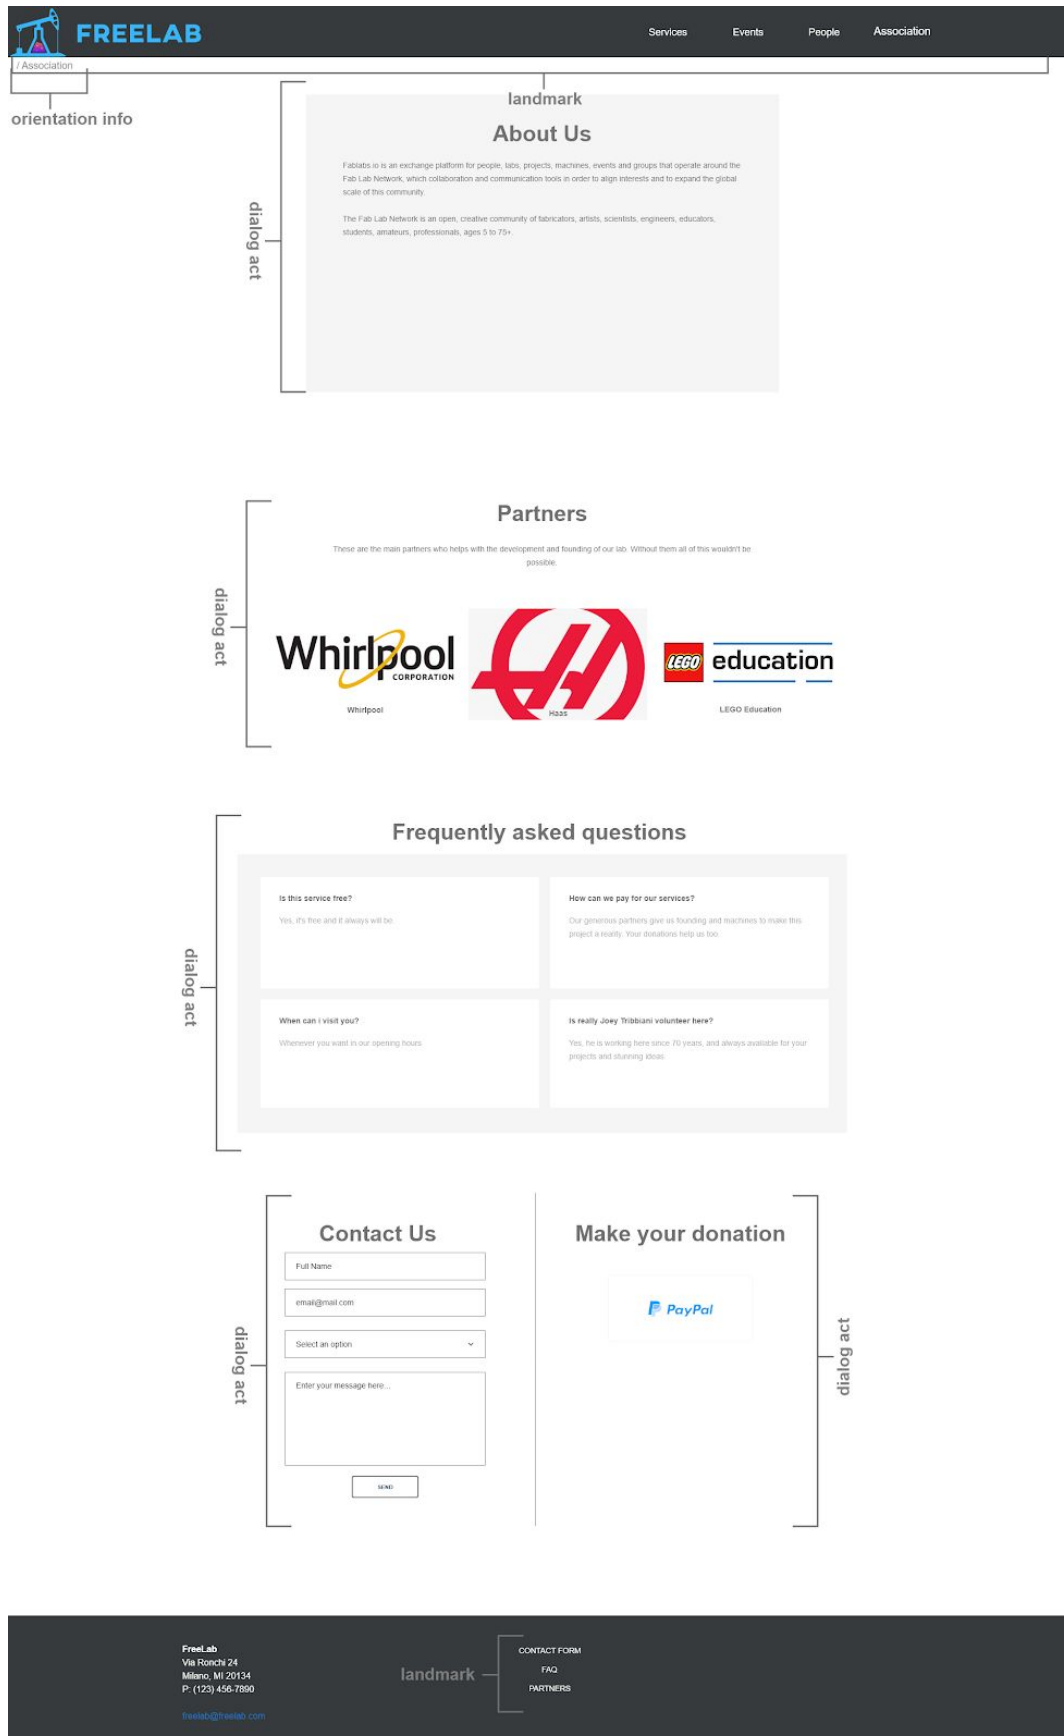 FREELAB
Services Events People Association
/ Association
orientation info
landmark
dialog act
About Us
Fablabs.io is an exchange platform for people, labs, projects, machines, events and groups that operate around the
Fab Lab Network, which collaboration and communication tools in order to align interests and to expand the global
scale of this community.
The Fab Lab Network is an open, creative community of fabricators, artists, scientists, engineers, educators,
students, amateurs, professionals, ages 5 to 75+.
dialog act
Partners
These are the main partners who helps with the development and founding of our lab. Without them all of this wouldn't be
possible.
Whirlpool
CORPORATION
LEGO education
Whirlpool
Haas
LEGO Education
dialog act
Frequently asked questions
Is this service free?
Yes, it's free and it always will be.
How can we pay for our services?
Our generous partners give us founding and machines to make this
project a reality. Your donations help us too.
When can i visit you?
Whenever you want in our opening hours
Is really Joey Tribbiani volunteer here?
Yes, he is working here since 70 years, and always available for your
projects and stunning ideas
dialog act
Contact Us
Full Name
email@mail.com
Select an option
Enter your message here...
SEND
Make your donation
PayPal
dialog act
FreeLab
Via Ronchi 24
Milano, MI 20134
P: (123) 456-7890
freelab@freelab.com
landmark
CONTACT FORM
FAQ
PARTNERS